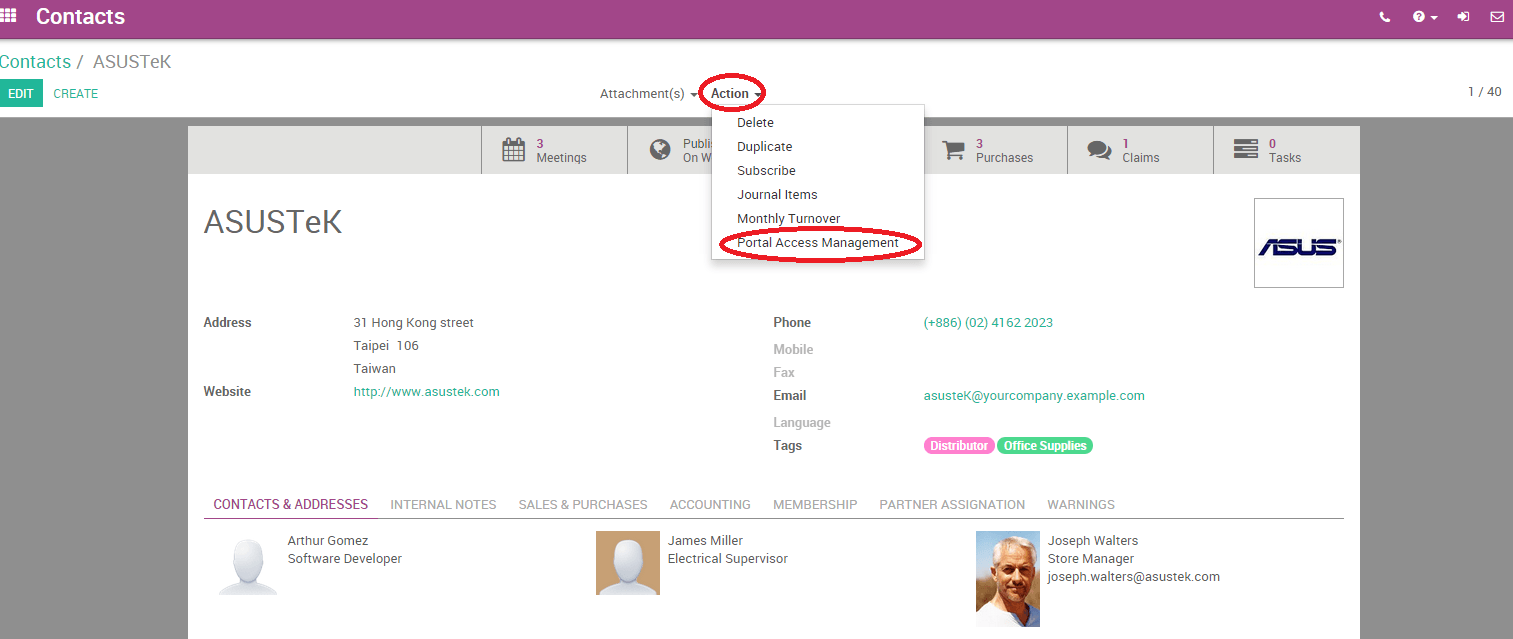 Contacts
Contacts / ASUSTeK
EDIT CREATE Attachment(s) Action 1 / 40
Delete
Duplicate
Subscribe
Journal Items
Monthly Turnover
Portal Access Management
3
Meetings
Publi
On W
3
Purchases
1
Claims
0
Tasks
ASUSTeK
ASUS
Address 31 Hong Kong street
Taipei 106
Taiwan
Website http://www.asustek.com
Phone (+886) (02) 4162 2023
Mobile
Fax
Email asusteK@yourcompany.example.com
Language
Tags Distributor Office Supplies
CONTACTS & ADDRESSES INTERNAL NOTES SALES & PURCHASES ACCOUNTING MEMBERSHIP PARTNER ASSIGNATION WARNINGS
Arthur Gomez
Software Developer
James Miller
Electrical Supervisor
Joseph Walters
Store Manager
joseph.walters@asustek.com